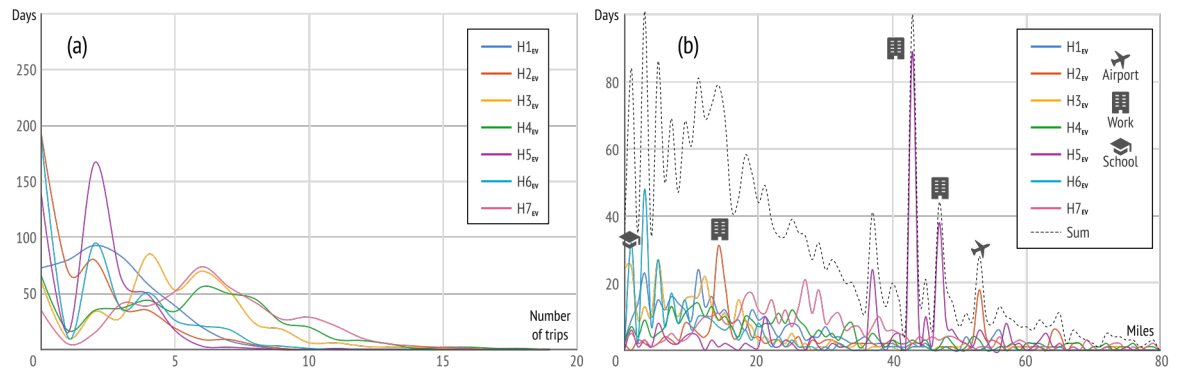 Days
(a)
250
200
150
100
50
0
5
10
15
20
Number
of trips
H1EV
H2EV
H3EV
H4EV
H5EV
H6EV
H7EV
Days
(b)
80
60
40
20
0
20
40
60
80
Miles
H1EV
H2EV
H3EV
H4EV
H5EV
H6EV
H7EV
Sum
Airport
Work
School